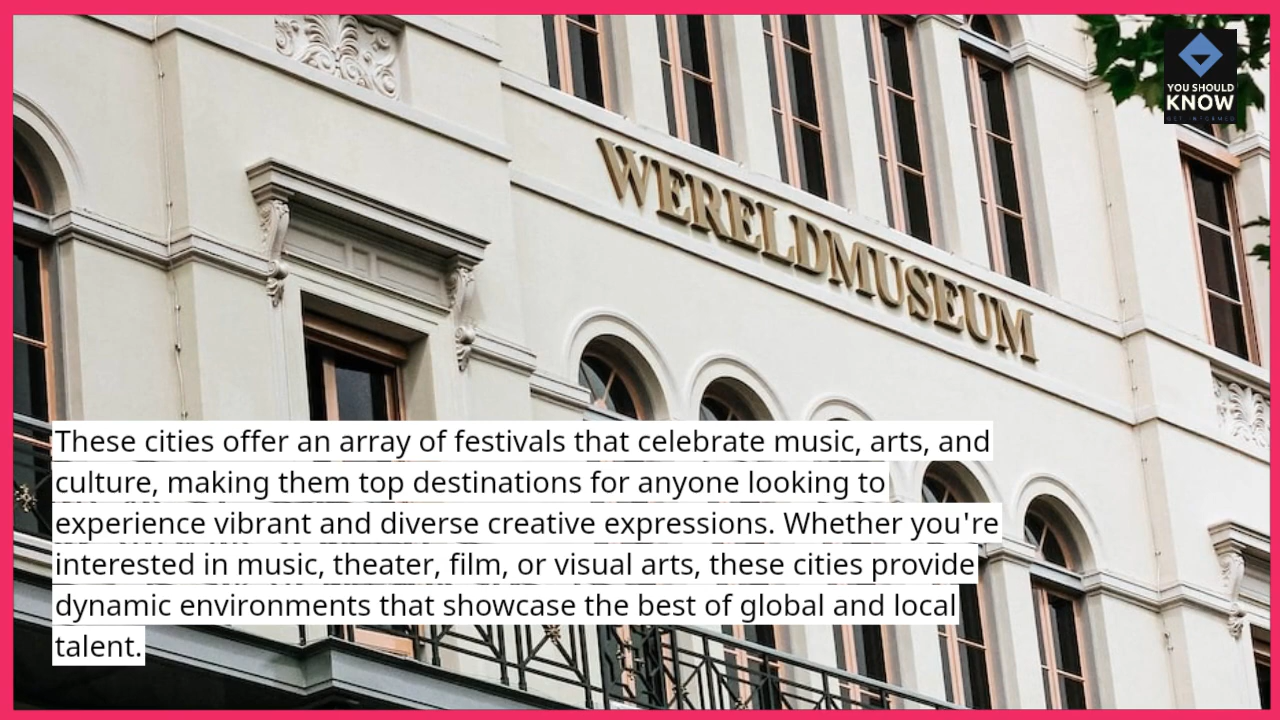 YOU SHOULD
KNOW
GET INFORMED
WERELDMUSEUM
These cities offer an array of festivals that celebrate music, arts, and
culture, making them top destinations for anyone looking to
experience vibrant and diverse creative expressions. Whether you're
interested in music, theater, film, or visual arts, these cities provide
dynamic environments that showcase the best of global and local
talent.